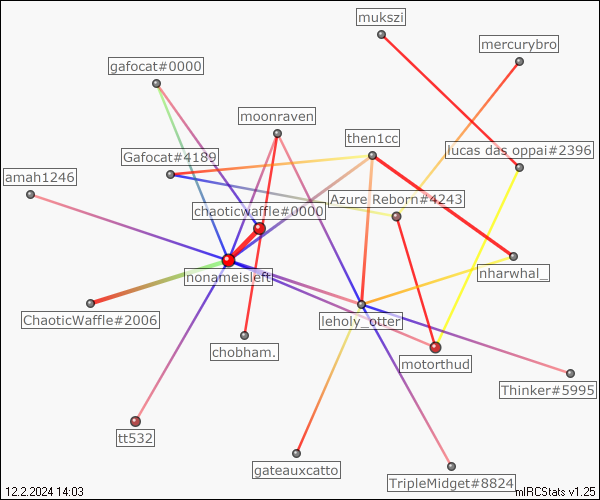 mukszi
mercurybro
gafocat#0000
moonraven
then1cc
lucas das oppai#2396
Gafocat#4189
amah1246
Azure Reborn#4243
chaoticwaffle#0000
nonameisleft
nharwhal_
ChaoticWaffle#2006
leholy_otter
chobham.
motorthud
Thinker#5995
tt532
gateauxcatto
TripleMidget#8824
12.2.2024 14:03
mIRCStats v1.25